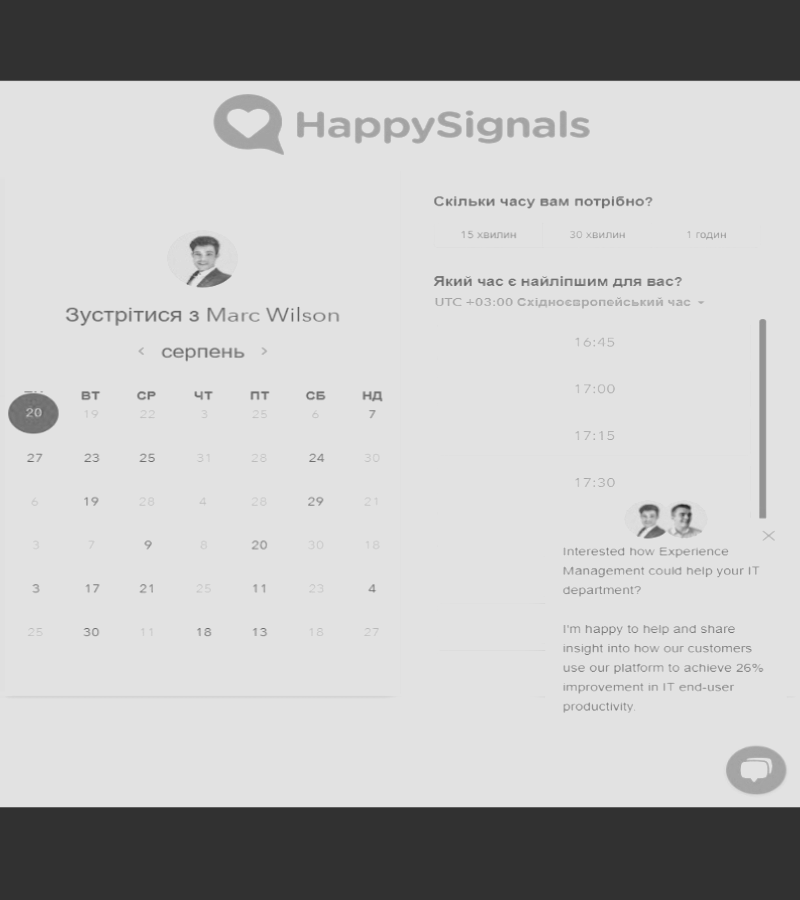 HappySignals
Зустрітися з Marc Wilson
серпень
ВТ СР ЧТ ПТ СБ НД
20 19 22 3 25 6 7
27 23 25 31 28 24 30
6 19 28 4 28 29 21
3 7 9 8 20 30 18
3 17 21 25 11 23 4
25 30 11 18 13 18 27
Скільки часу вам потрібно?
15 хвилин 30 хвилин 1 годин
Який час є найліпшим для вас?
UTC +03:00 Східноєвропейський час
16:45
17:00
17:15
17:30
Interested how Experience
Management could help your IT
department?
I'm happy to help and share
insight into how our customers
use our platform to achieve 26%
improvement in IT end-user
productivity.